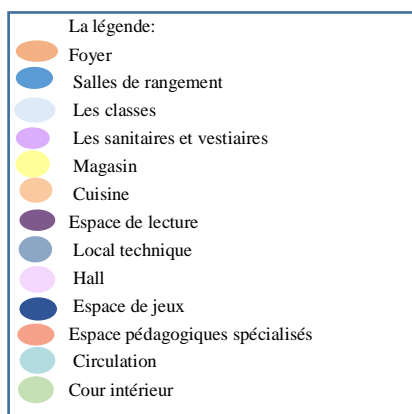 La légende:
Foyer
Salles de rangement
Les classes
Les sanitaires et vestiaires
Magasin
Cuisine
Espace de lecture
Local technique
Hall
Espace de jeux
Espace pédagogiques spécialisés
Circulation
Cour intérieur